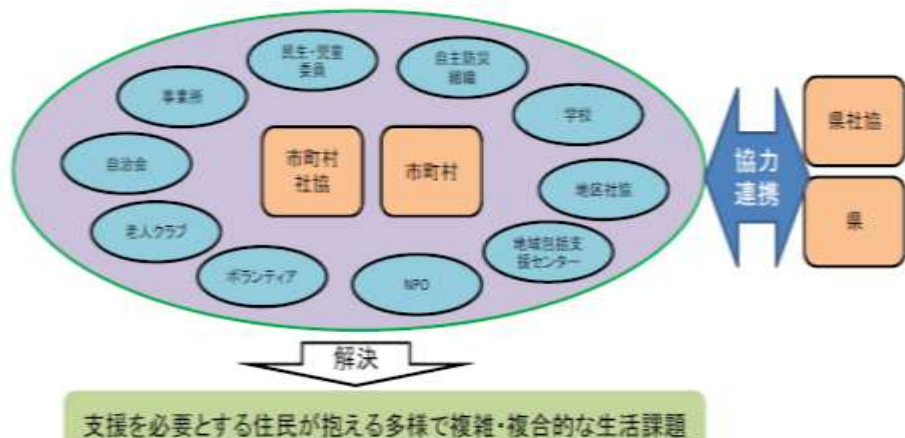 民生・児童
委員
自主防災
組織
事業所
学校
自治会
市町村
社協
市町村
地区社協
老人クラブ
地域包括支
援センター
ボランティア
NPO
協力
連携
県社協
県
解決
支援を必要とする住民が抱える多様で複雑・複合的な生活課題